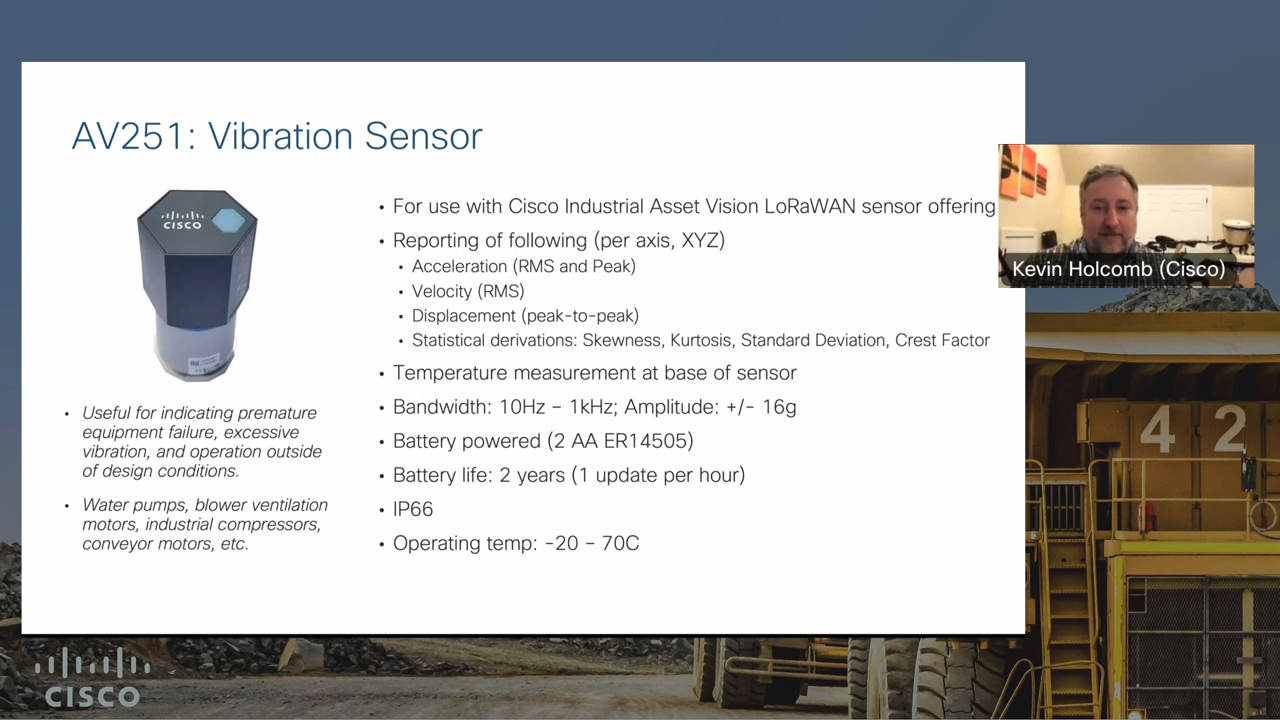 AV251: Vibration Sensor
CISCO
• Useful for indicating premature
equipment failure, excessive
vibration, and operation outside
of design conditions.
• Water pumps, blower ventilation
motors, industrial compressors,
conveyor motors, etc.
• For use with Cisco Industrial Asset Vision LoRaWAN sensor offering
• Reporting of following (per axis, XYZ)
• Acceleration (RMS and Peak)
• Velocity (RMS)
• Displacement (peak-to-peak)
• Statistical derivations: Skewness, Kurtosis, Standard Deviation, Crest Factor
• Temperature measurement at base of sensor
• Bandwidth: 10Hz – 1kHz; Amplitude: +/- 16g
• Battery powered (2 AA ER14505)
• Battery life: 2 years (1 update per hour)
• IP66
• Operating temp: -20 – 70C
Kevin Holcomb (Cisco)
42
CISCO